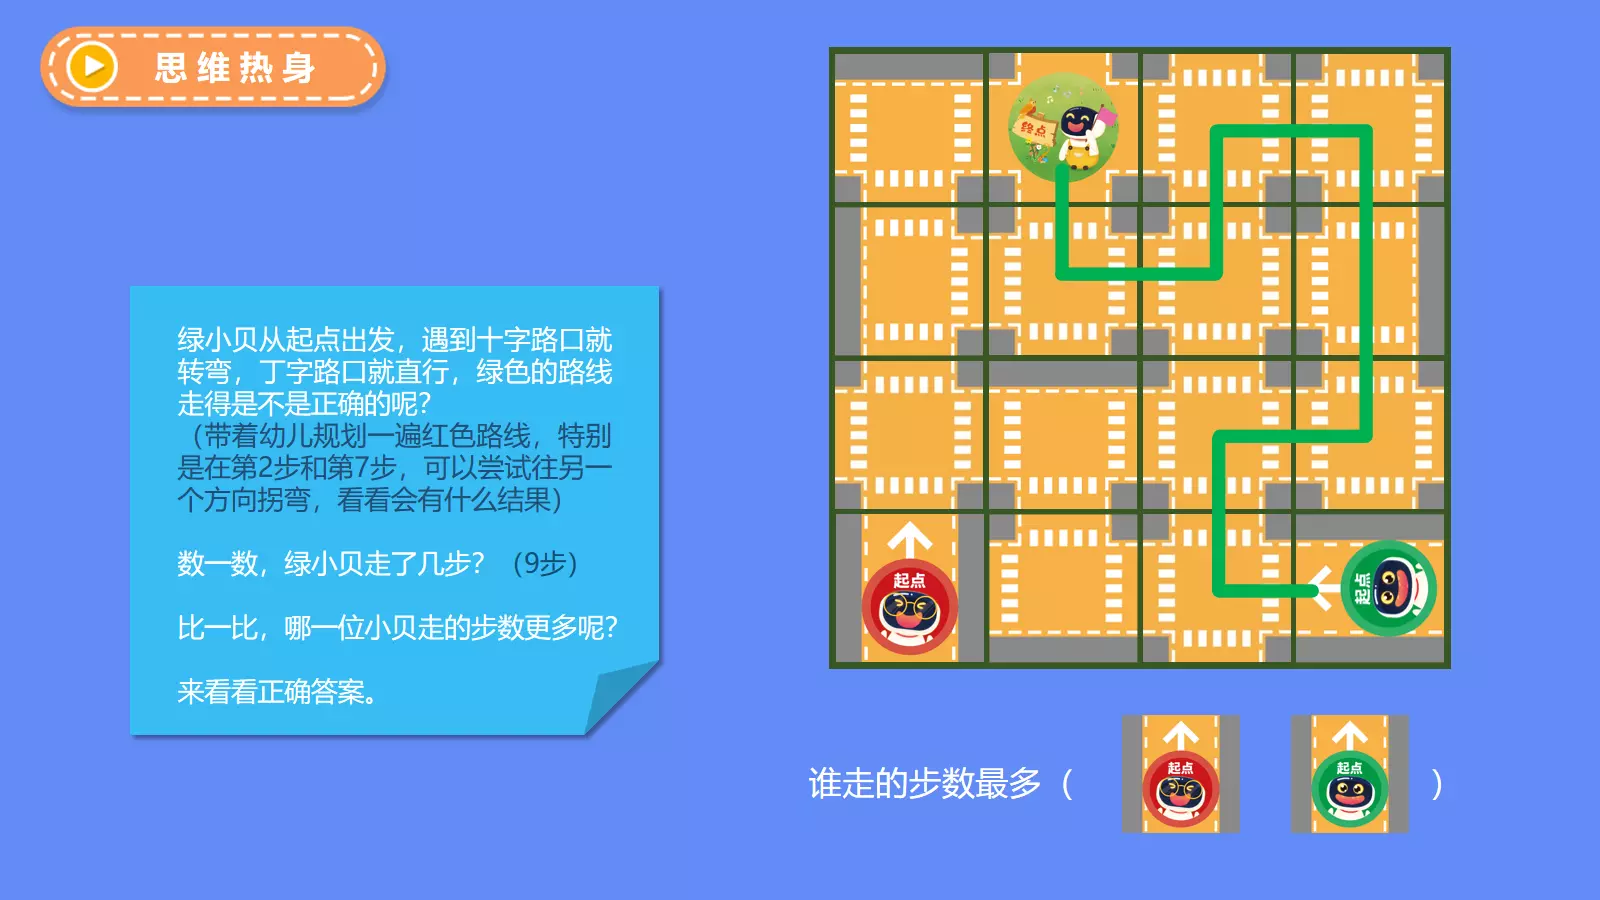 思维热身
终点
绿小贝从起点出发，遇到十字路口就
转弯，丁字路口就直行，绿色的路线
走得是不是正确的呢？
（带着幼儿规划一遍红色路线，特别
是在第2步和第7步，可以尝试往另一
个方向拐弯，看看会有什么结果）
数一数，绿小贝走了几步？（9步）
比一比，哪一位小贝走的步数更多呢？
来看看正确答案。
起点
起点
谁走的步数最多（ ）
起点
起点